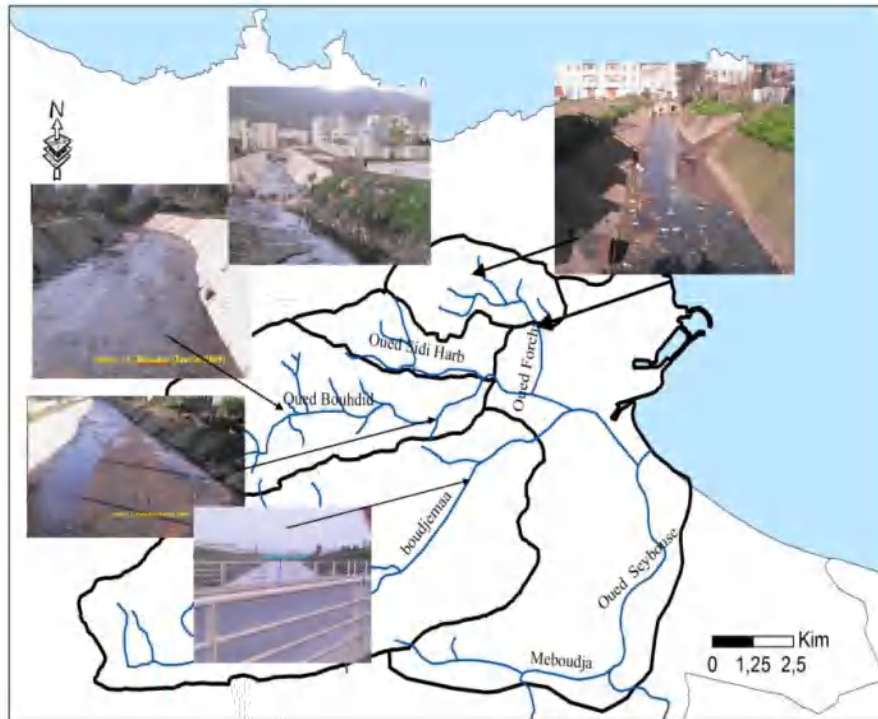 N
Oued Sidi Harb
Oued Forcha
Oued Bouhdid
boudjemaa
Oued Seybouse
Meboudja
Kim
0 1,25 2,5